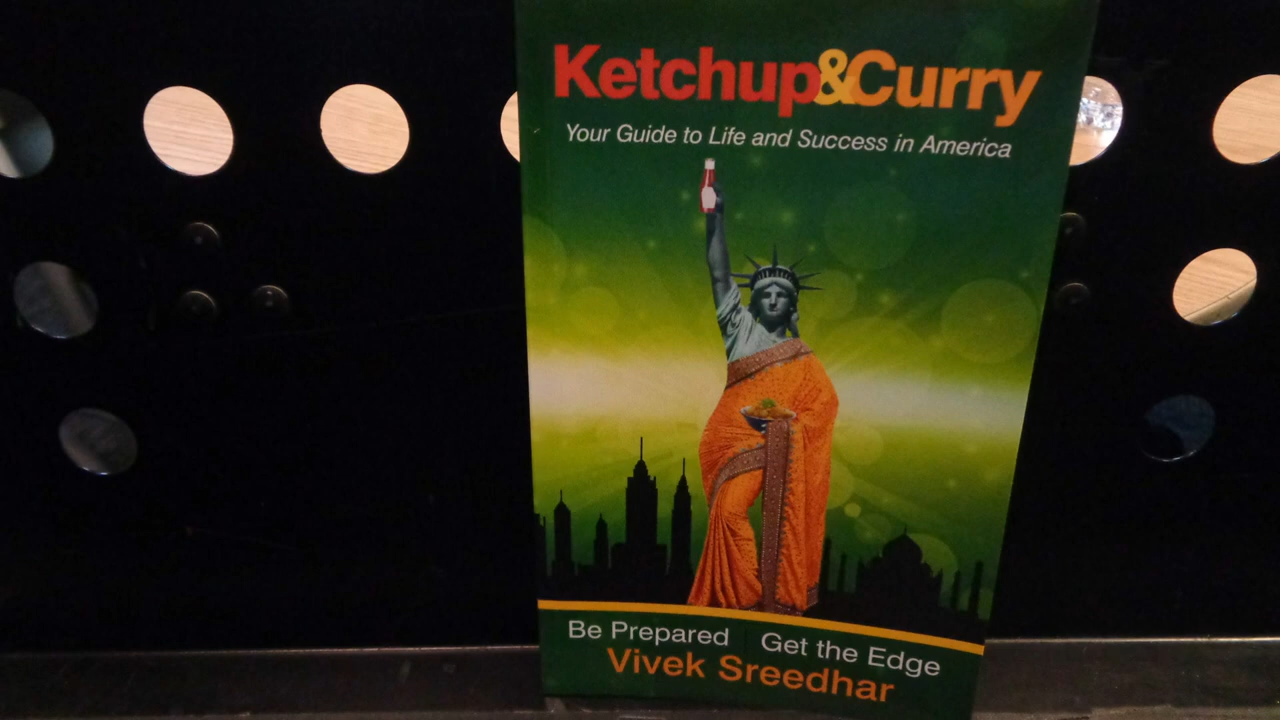 Ketchup&Curry
Your Guide to Life and Success in America
Be Prepared Get the Edge
Vivek Sreedhar